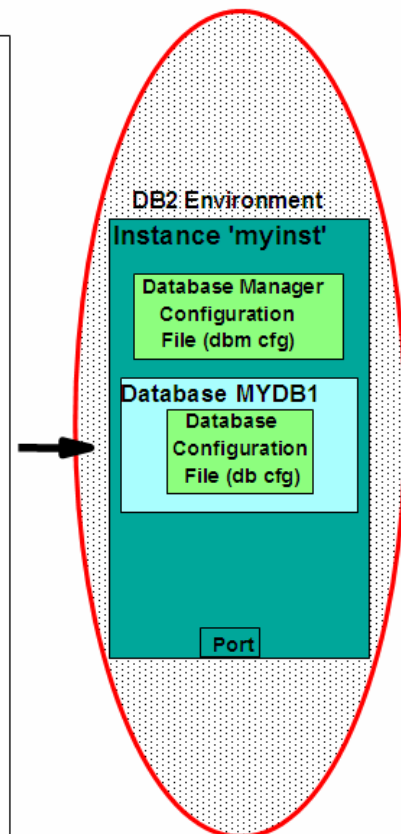 DB2 Environment
Instance 'myinst'
Database Manager
Configuration
File (dbm cfg)
Database MYDB1
Database
Configuration
File (db cfg)
Port